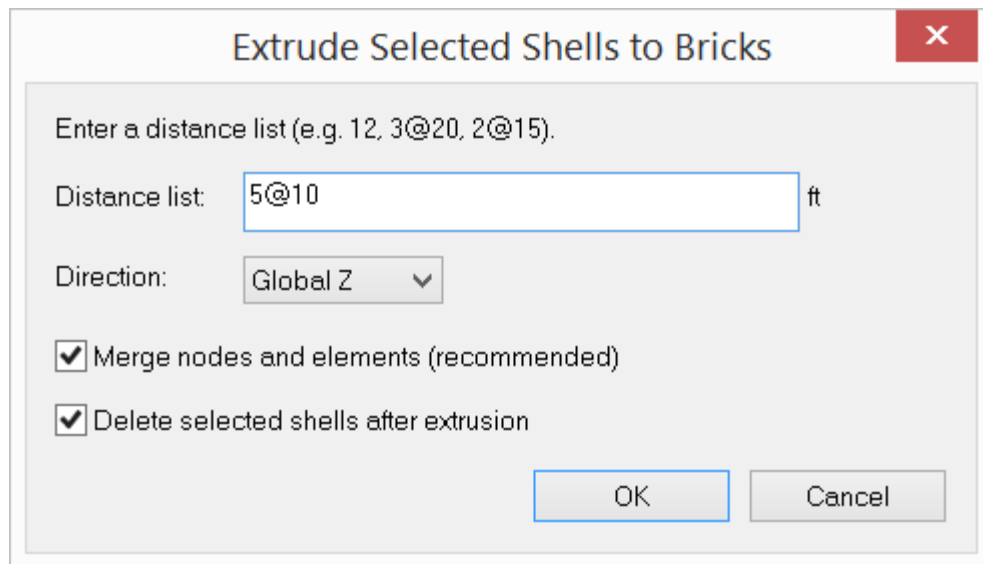 Extrude Selected Shells to Bricks
Enter a distance list (e.g. 12, 3@20, 2@15).
Distance list: 5@10 ft
Direction: Global Z
Merge nodes and elements (recommended)
Delete selected shells after extrusion
OK Cancel